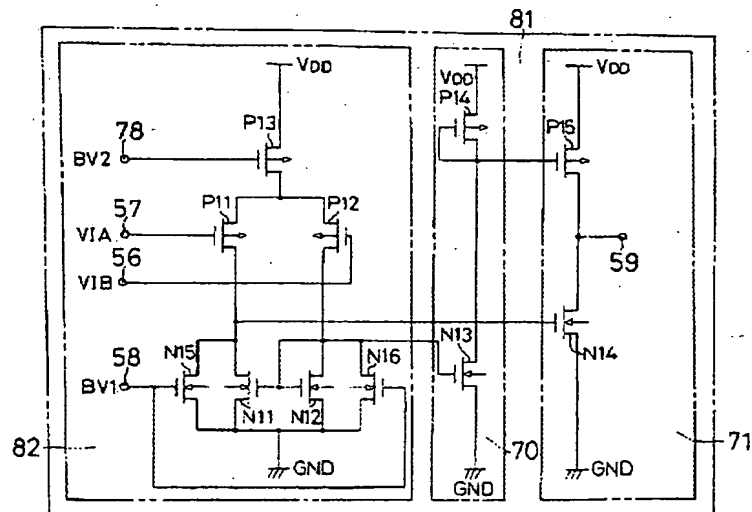 81
VDD
VDD
VDD
P13
P14
P15
78
BV2
57
P11
P12
VIA
56
59
VIB
58
N15
N16
N13
N14
BV1
N11
N12
82
GND
70
71
GND
GND